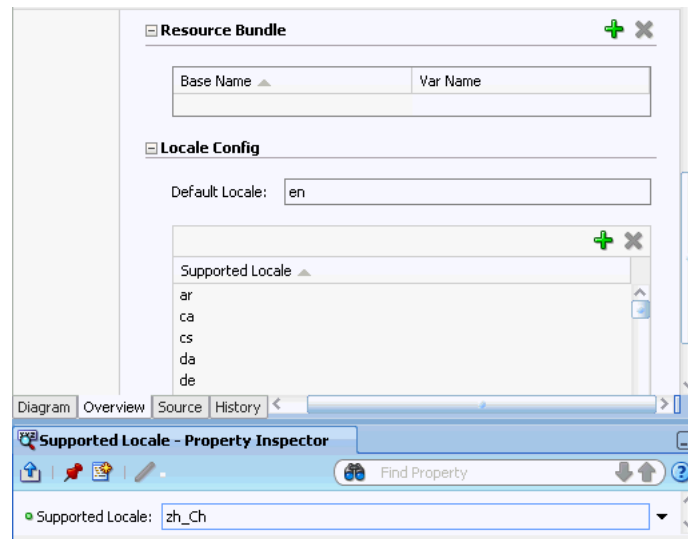 Resource Bundle
Base Name Var Name
Locale Config
Default Locale: en
Supported Locale
ar
ca
cs
da
de
Diagram Overview Source History
Supported Locale - Property Inspector
Find Property
Supported Locale: zh_Ch